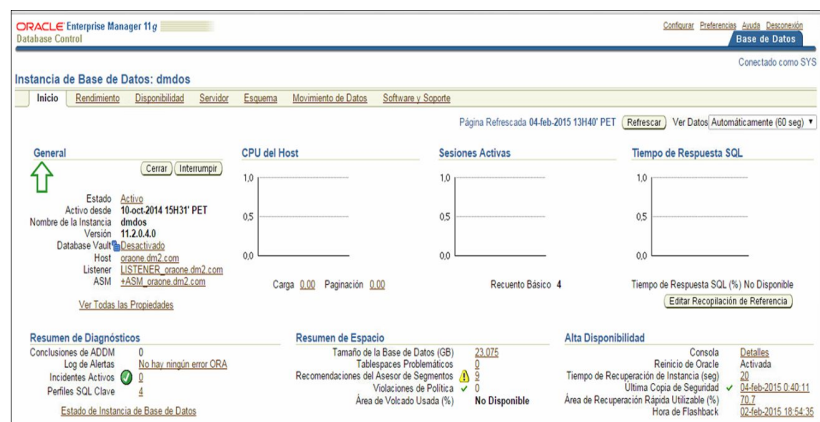 ORACLE Enterprise Manager 11g
Database Control
Configurar Preferencias Ayuda Desconexión
Base de Datos
Conectado como SYS
Instancia de Base de Datos: dmdos
Inicio Rendimiento Disponibilidad Servidor Esquema Movimiento de Datos Software y Soporte
Página Refrescada 04-feb-2015 13H40' PET Refrescar Ver Datos Automáticamente (60 seg)
General
Cerrar Interrumpir
Estado Activo
Activo desde 10-oct-2014 15H31' PET
Nombre de la Instancia dmdos
Versión 11.2.0.4.0
Database Vault Desactivado
Host oraone.dm2.com
Listener LISTENER_oraone.dm2.com
ASM +ASM_oraone.dm2.com
Ver Todas las Propiedades
CPU del Host
1,0
0,5
0,0
Carga 0.00 Paginación 0.00
Sesiones Activas
1,0
0,5
0,0
Recuento Básico 4
Tiempo de Respuesta SQL
1,0
0,5
0,0
Tiempo de Respuesta SQL (%) No Disponible
Editar Recopilación de Referencia
Resumen de Diagnósticos
Conclusiones de ADDM 0
Log de Alertas No hay ningún error ORA
Incidentes Activos 0
Perfiles SQL Clave 4
Estado de Instancia de Base de Datos
Resumen de Espacio
Tamaño de la Base de Datos (GB) 23.075
Tablespaces Problemáticos 0
Recomendaciones del Asesor de Segmentos 9
Violaciones de Política 0
Área de Volcado Usada (%) No Disponible
Alta Disponibilidad
Consola Detalles
Reinicio de Oracle Activada
Tiempo de Recuperación de Instancia (seg) 20
Última Copia de Seguridad 04-feb-2015 0:40:11
Área de Recuperación Rápida Utilizable (%) 70.7
Hora de Flashback 02-feb-2015 18:54:35